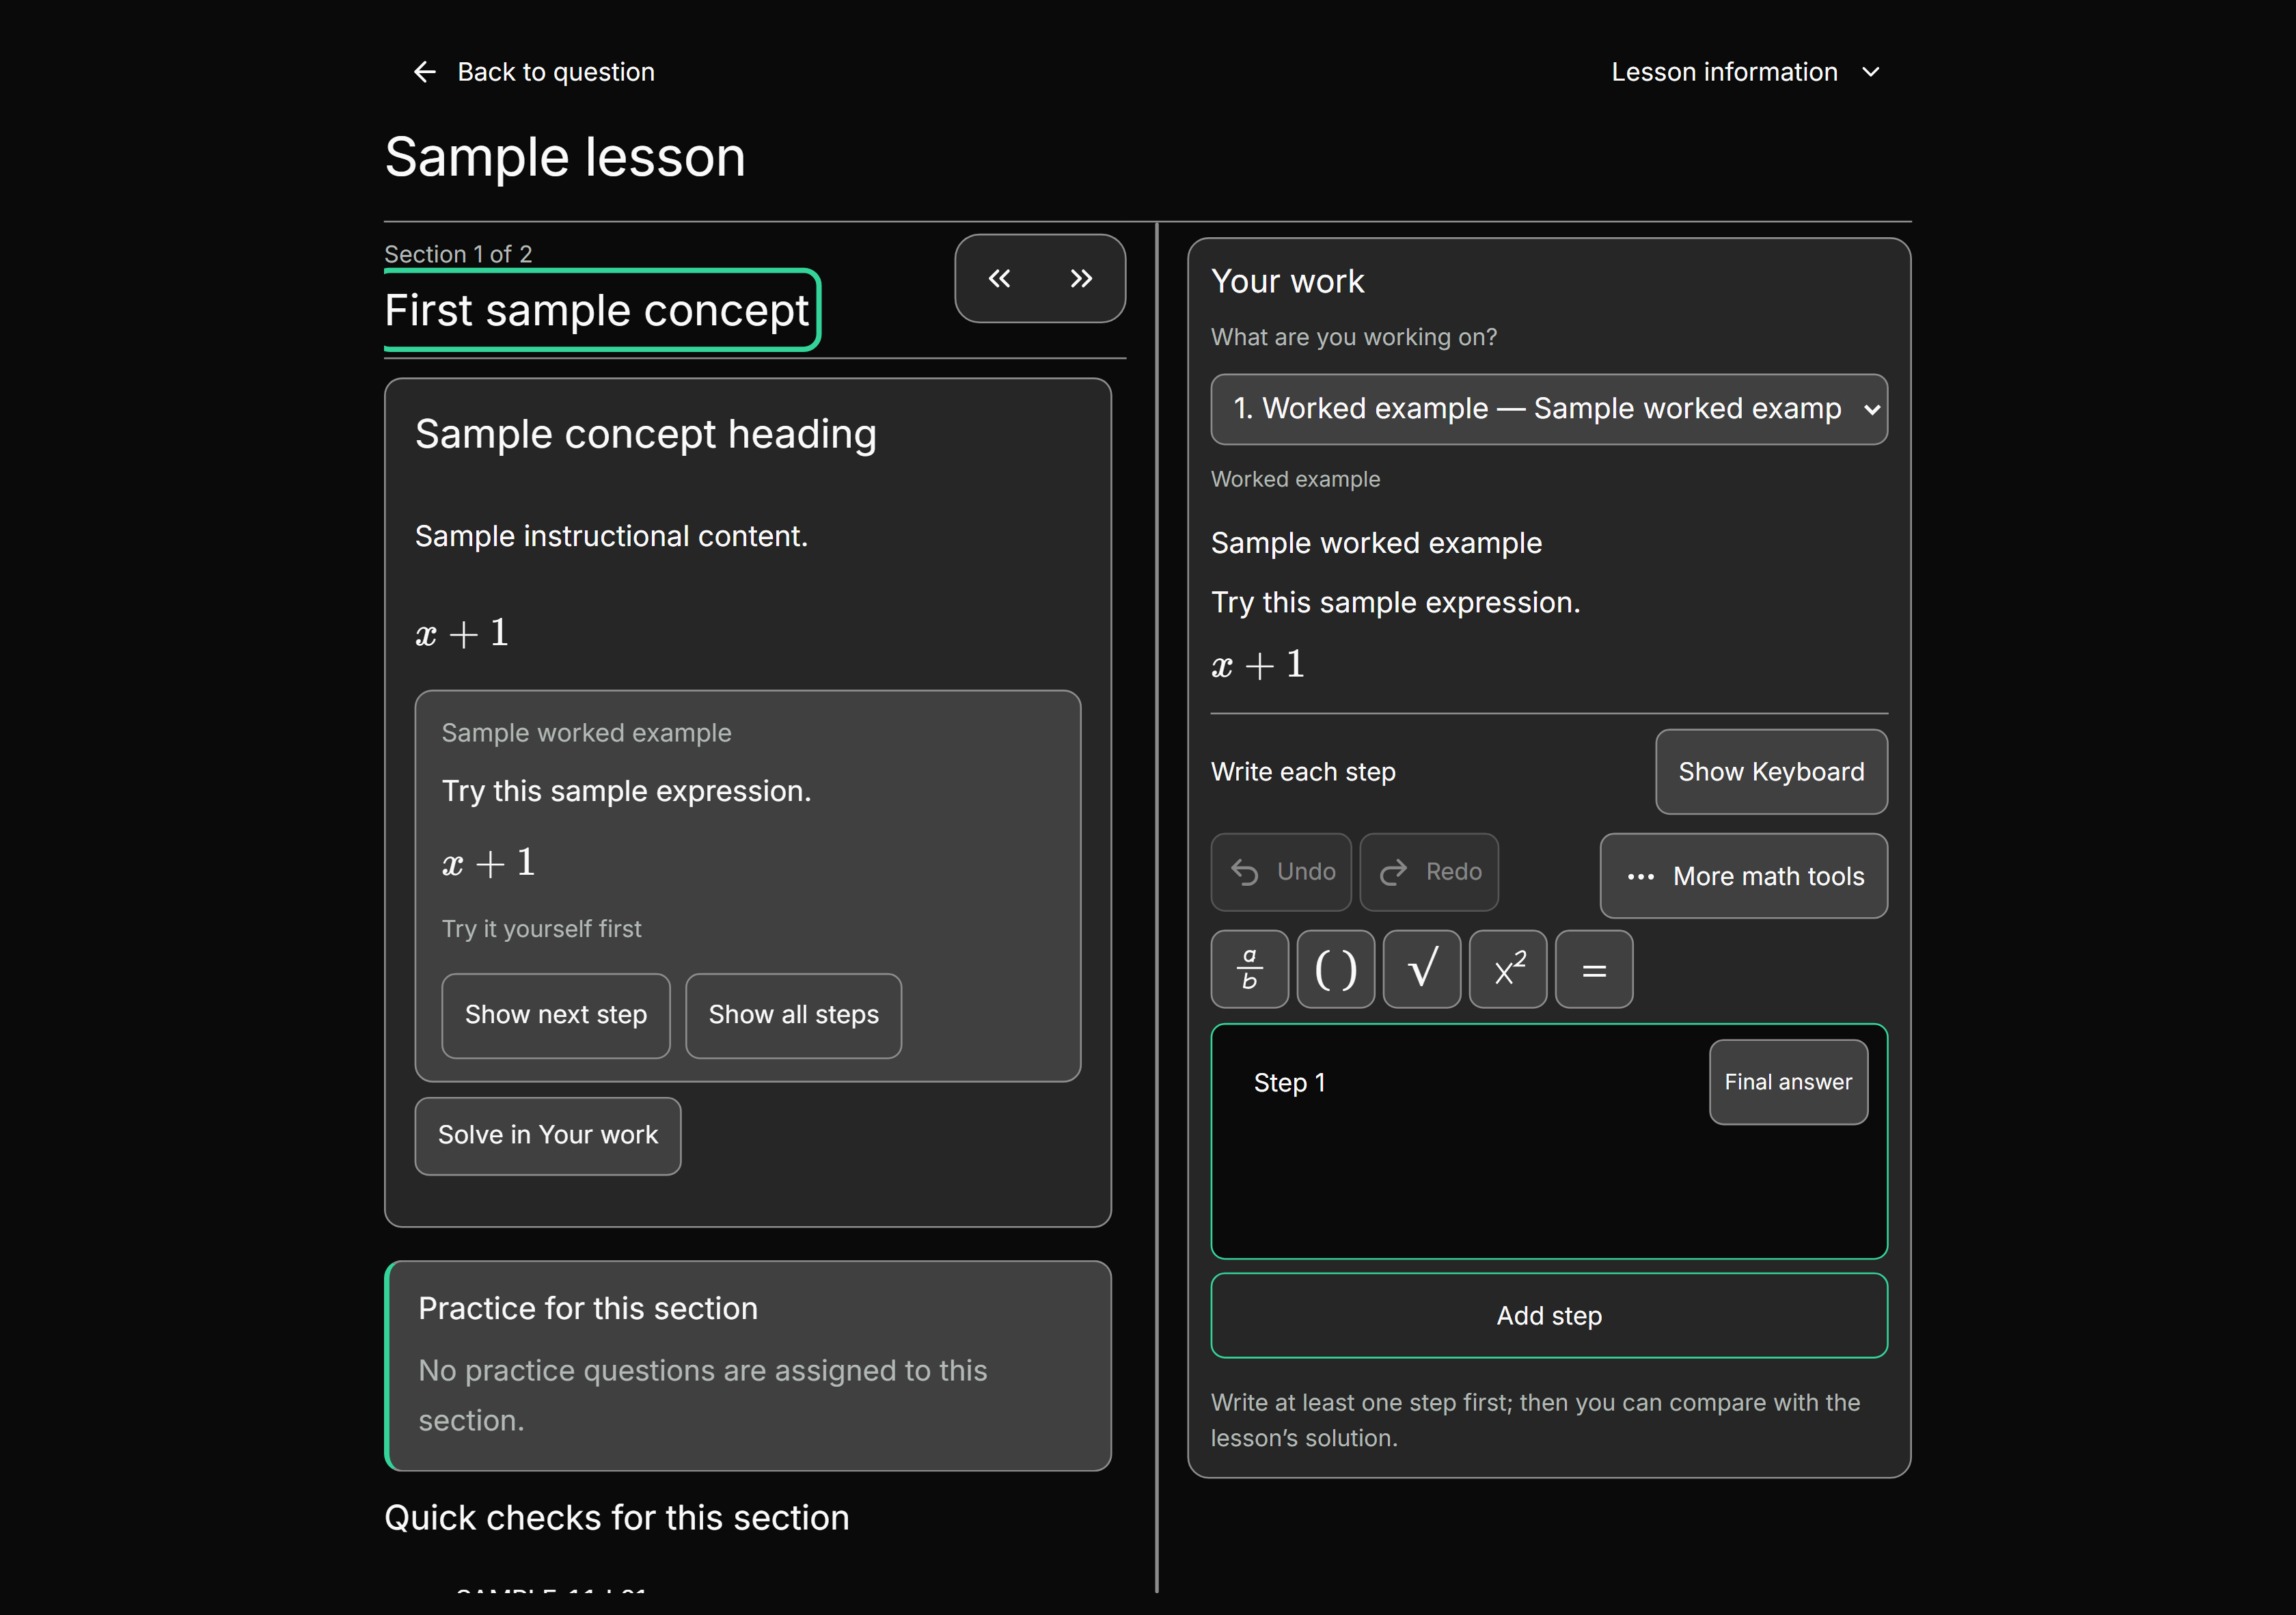 Back to question
Lesson information
Sample lesson
Section 1 of 2
First sample concept
Sample concept heading
Sample instructional content.
x + 1
Sample worked example
Try this sample expression.
x + 1
Try it yourself first
Show next step
Show all steps
Solve in Your work
Practice for this section
No practice questions are assigned to this
section.
Quick checks for this section
Your work
What are you working on?
1. Worked example — Sample worked examp
Worked example
Sample worked example
Try this sample expression.
x + 1
Write each step
Show Keyboard
Undo
Redo
More math tools
a/b ( ) √ x² =
Step 1
Final answer
Add step
Write at least one step first; then you can compare with the
lesson’s solution.